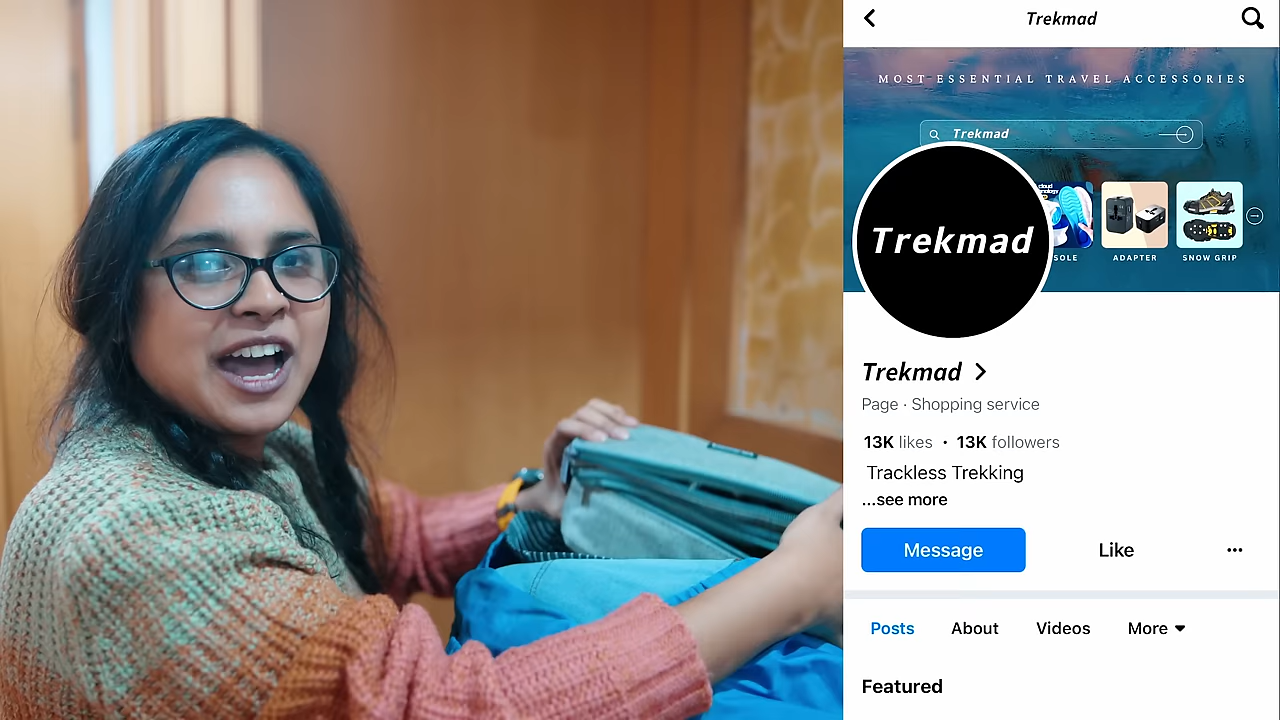 Trekmad
MOST ESSENTIAL TRAVEL ACCESSORIES
Trekmad
cloud
SOLE
ADAPTER
SNOW GRIP
Trekmad
Trekmad
Page · Shopping service
13K likes • 13K followers
Trackless Trekking
...see more
Message
Like
Posts
About
Videos
More
Featured